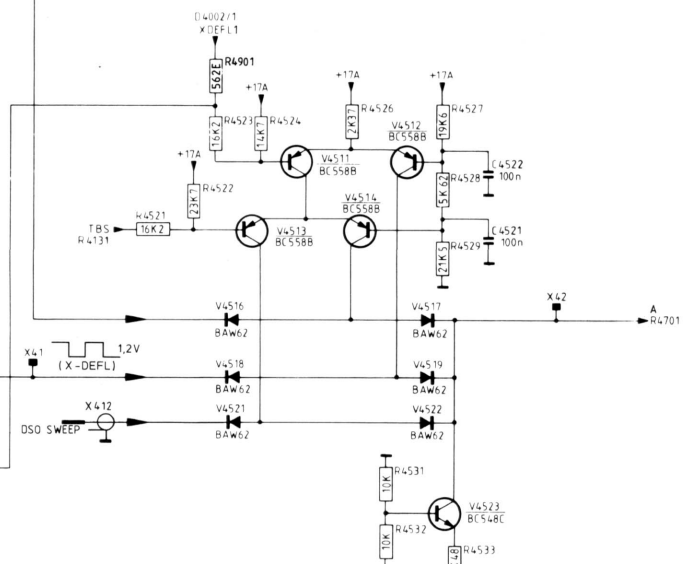 D4002/1
X DEFL1
R4901
562E
+17A
+17A
+17A
R4523
16K2
R4524
14K7
R4526
2K37
R4527
19K6
V4512
BC558B
V4511
BC558B
C4522
100n
+17A
R4522
23K7
R4528
5K62
V4514
BC558B
TBS
R4131
R4521
16K2
V4513
BC558B
C4521
100n
R4529
21K5
V4516
BAW62
V4517
BAW62
X42
A
R4701
X41
1,2V
(X-DEFL)
V4518
BAW62
V4519
BAW62
X412
DSO SWEEP
V4521
BAW62
V4522
BAW62
R4531
10K
V4523
BC548C
R4532
10K
R4533